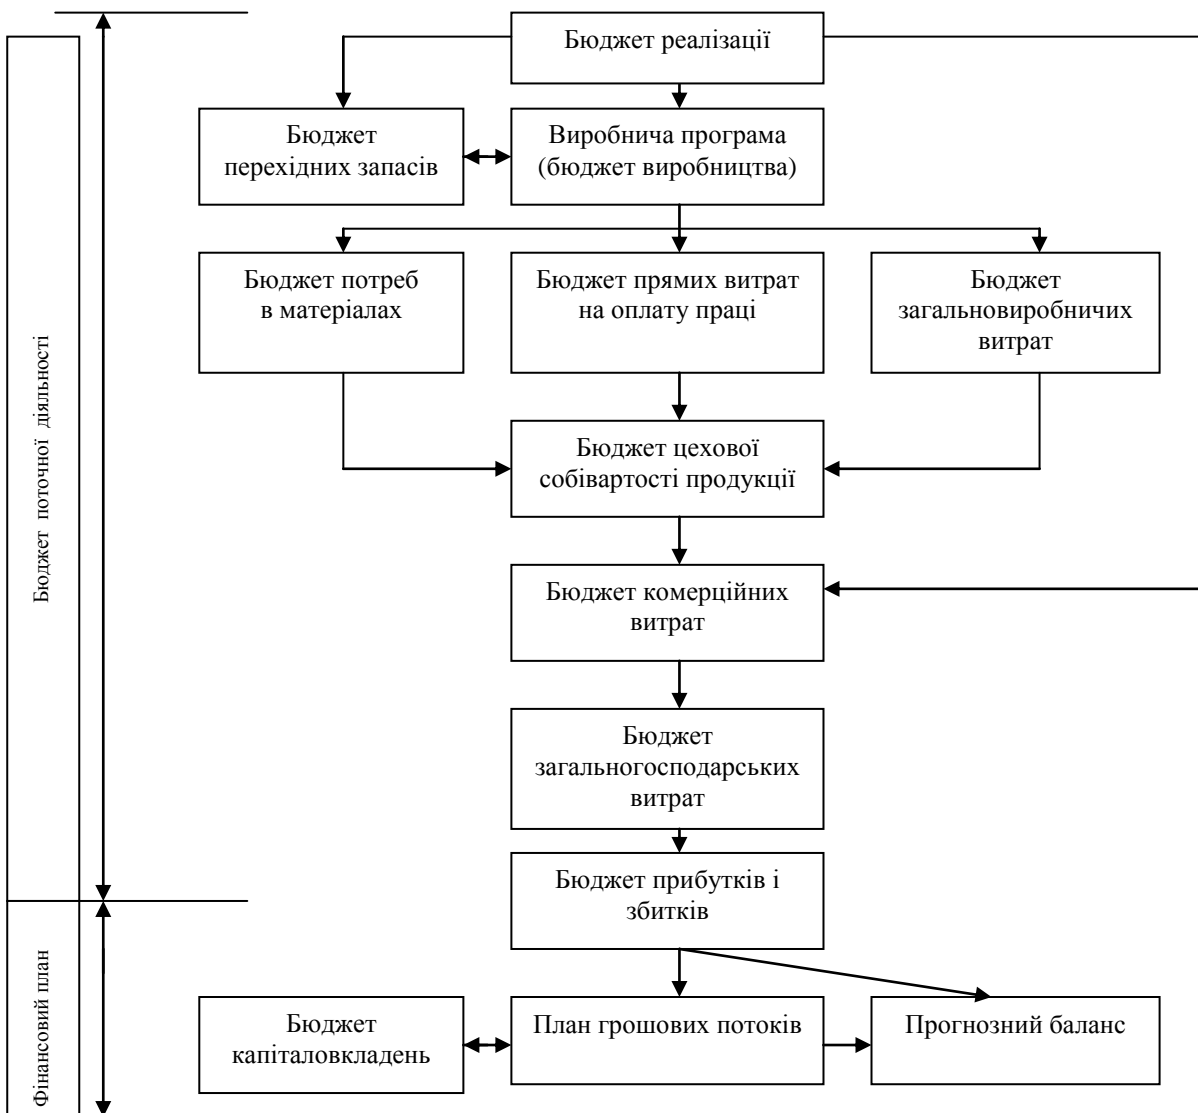 Бюджет реалізації
Бюджет
перехідних запасів
Виробнича програма
(бюджет виробництва)
Бюджет потреб
в матеріалах
Бюджет прямих витрат
на оплату праці
Бюджет
загальновиробничих
витрат
Бюджет цехової
собівартості продукції
Бюджет комерційних
витрат
Бюджет
загальногосподарських
витрат
Бюджет прибутків і
збитків
Бюджет
капіталовкладень
План грошових потоків
Прогнозний баланс
Бюджет поточної діяльності
Фінансовий план